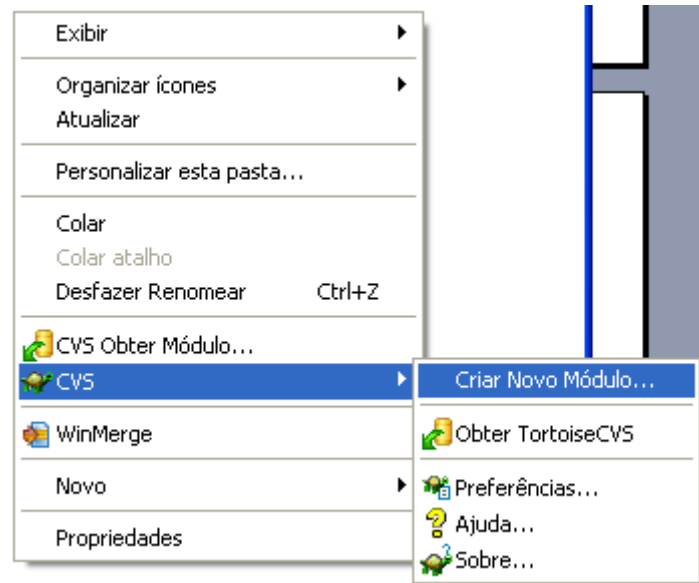 Exibir
Organizar ícones
Atualizar
Personalizar esta pasta...
Colar
Colar atalho
Desfazer Renomear Ctrl+Z
CVS Obter Módulo...
CVS
WinMerge
Novo
Propriedades
Criar Novo Módulo...
Obter TortoiseCVS
Preferências...
Ajuda...
Sobre...